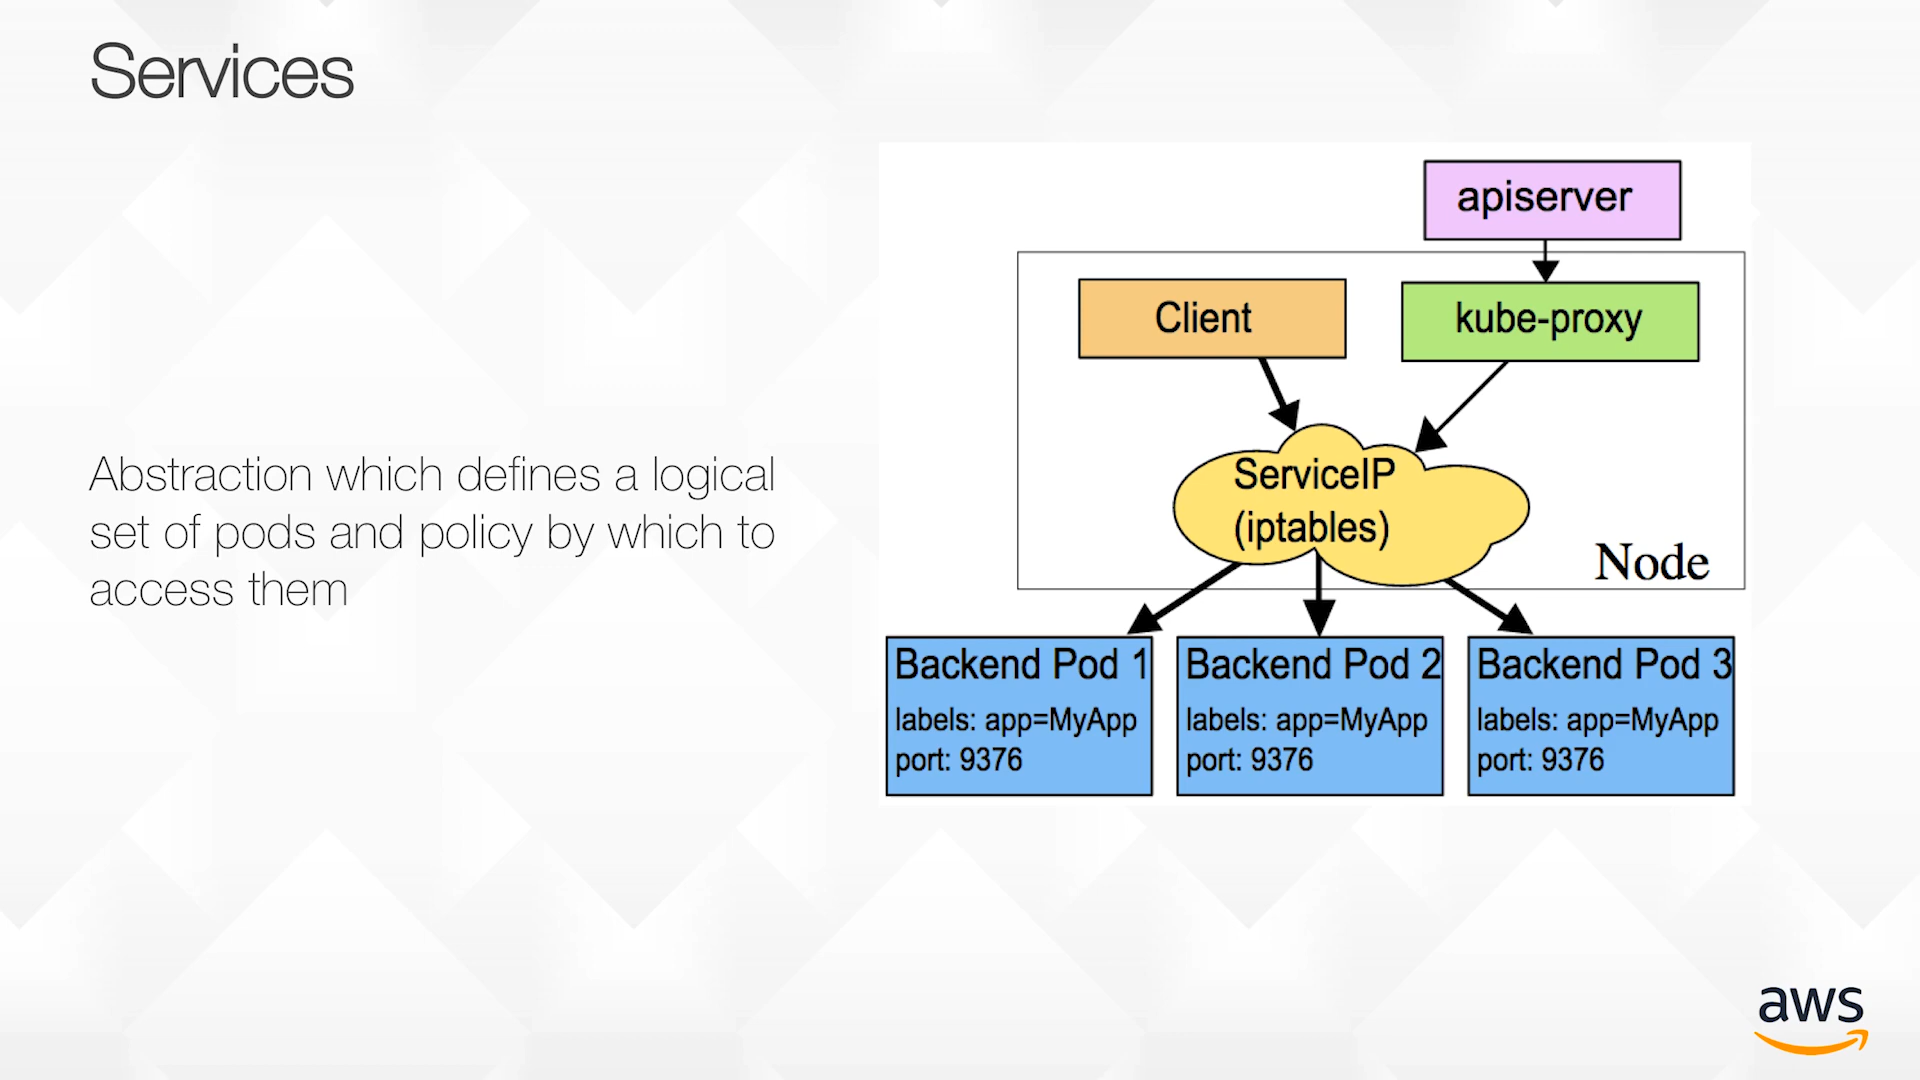 Services
Abstraction which defines a logical
set of pods and policy by which to
access them
apiserver
Client
kube-proxy
ServiceIP
(iptables)
Node
Backend Pod 1
labels: app=MyApp
port: 9376
Backend Pod 2
labels: app=MyApp
port: 9376
Backend Pod 3
labels: app=MyApp
port: 9376
aws